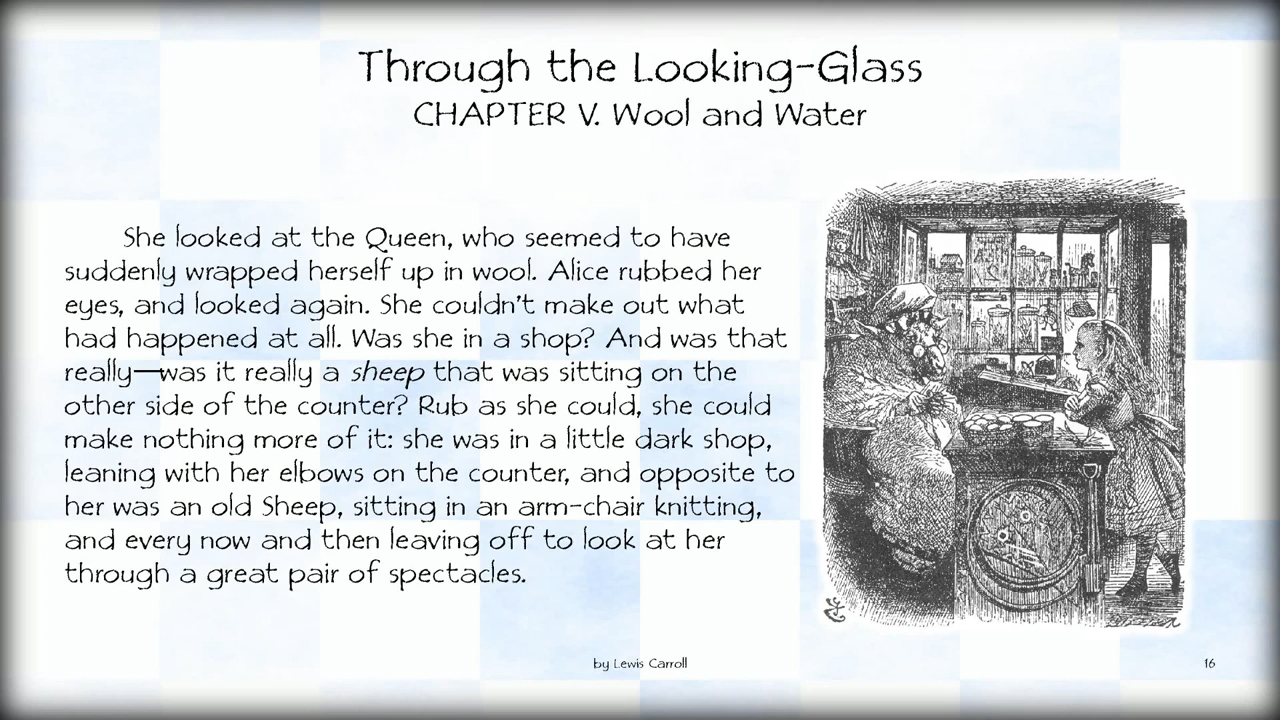 Through the Looking-Glass
CHAPTER V. Wool and Water
She looked at the Queen, who seemed to have
suddenly wrapped herself up in wool. Alice rubbed her
eyes, and looked again. She couldn't make out what
had happened at all. Was she in a shop? And was that
really—was it really a sheep that was sitting on the
other side of the counter? Rub as she could, she could
make nothing more of it: she was in a little dark shop,
leaning with her elbows on the counter, and opposite to
her was an old Sheep, sitting in an arm-chair knitting,
and every now and then leaving off to look at her
through a great pair of spectacles.
by Lewis Carroll
16